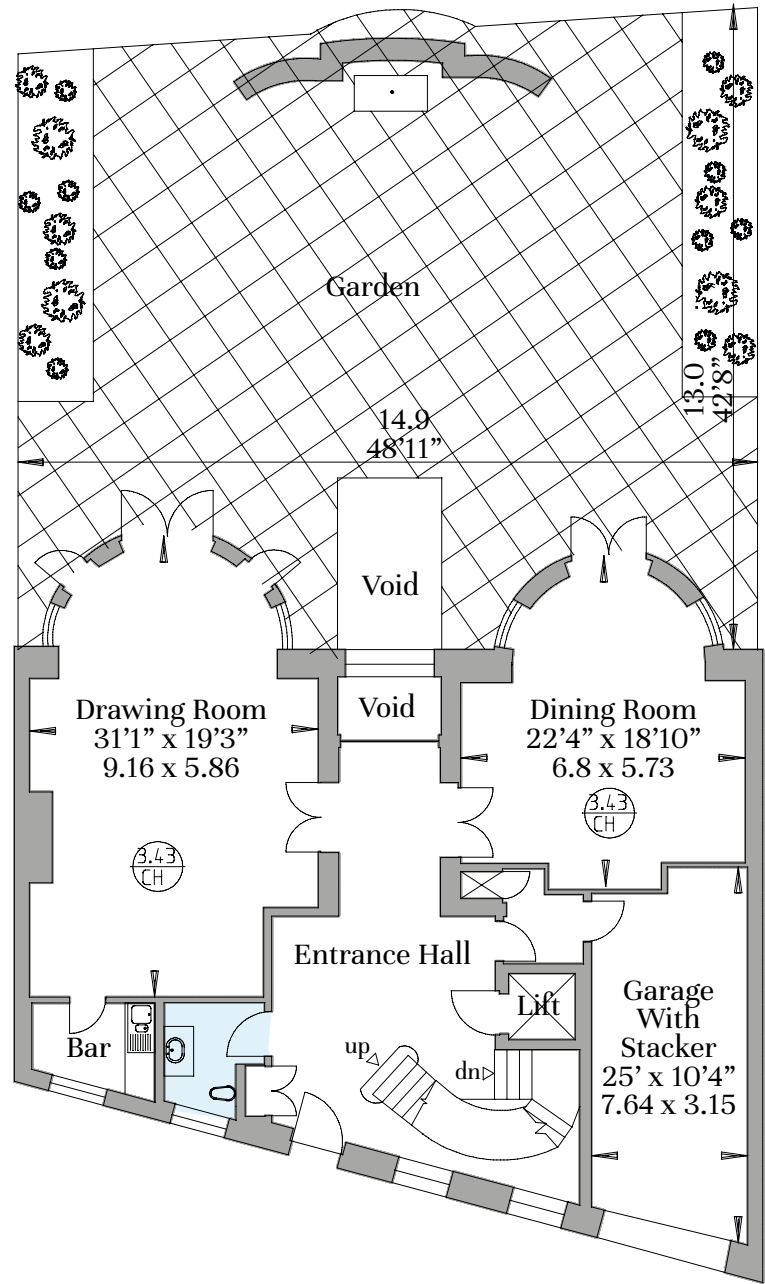 Garden
14.9
48’11”
13.0
42’8”
Void
Void
Drawing Room
31’1” x 19’3”
9.16 x 5.86
Dining Room
22’4” x 18’10”
6.8 x 5.73
3.43
CH
3.43
CH
Entrance Hall
Lift
Garage
With
Stacker
25’ x 10’4”
7.64 x 3.15
Bar
up
dn